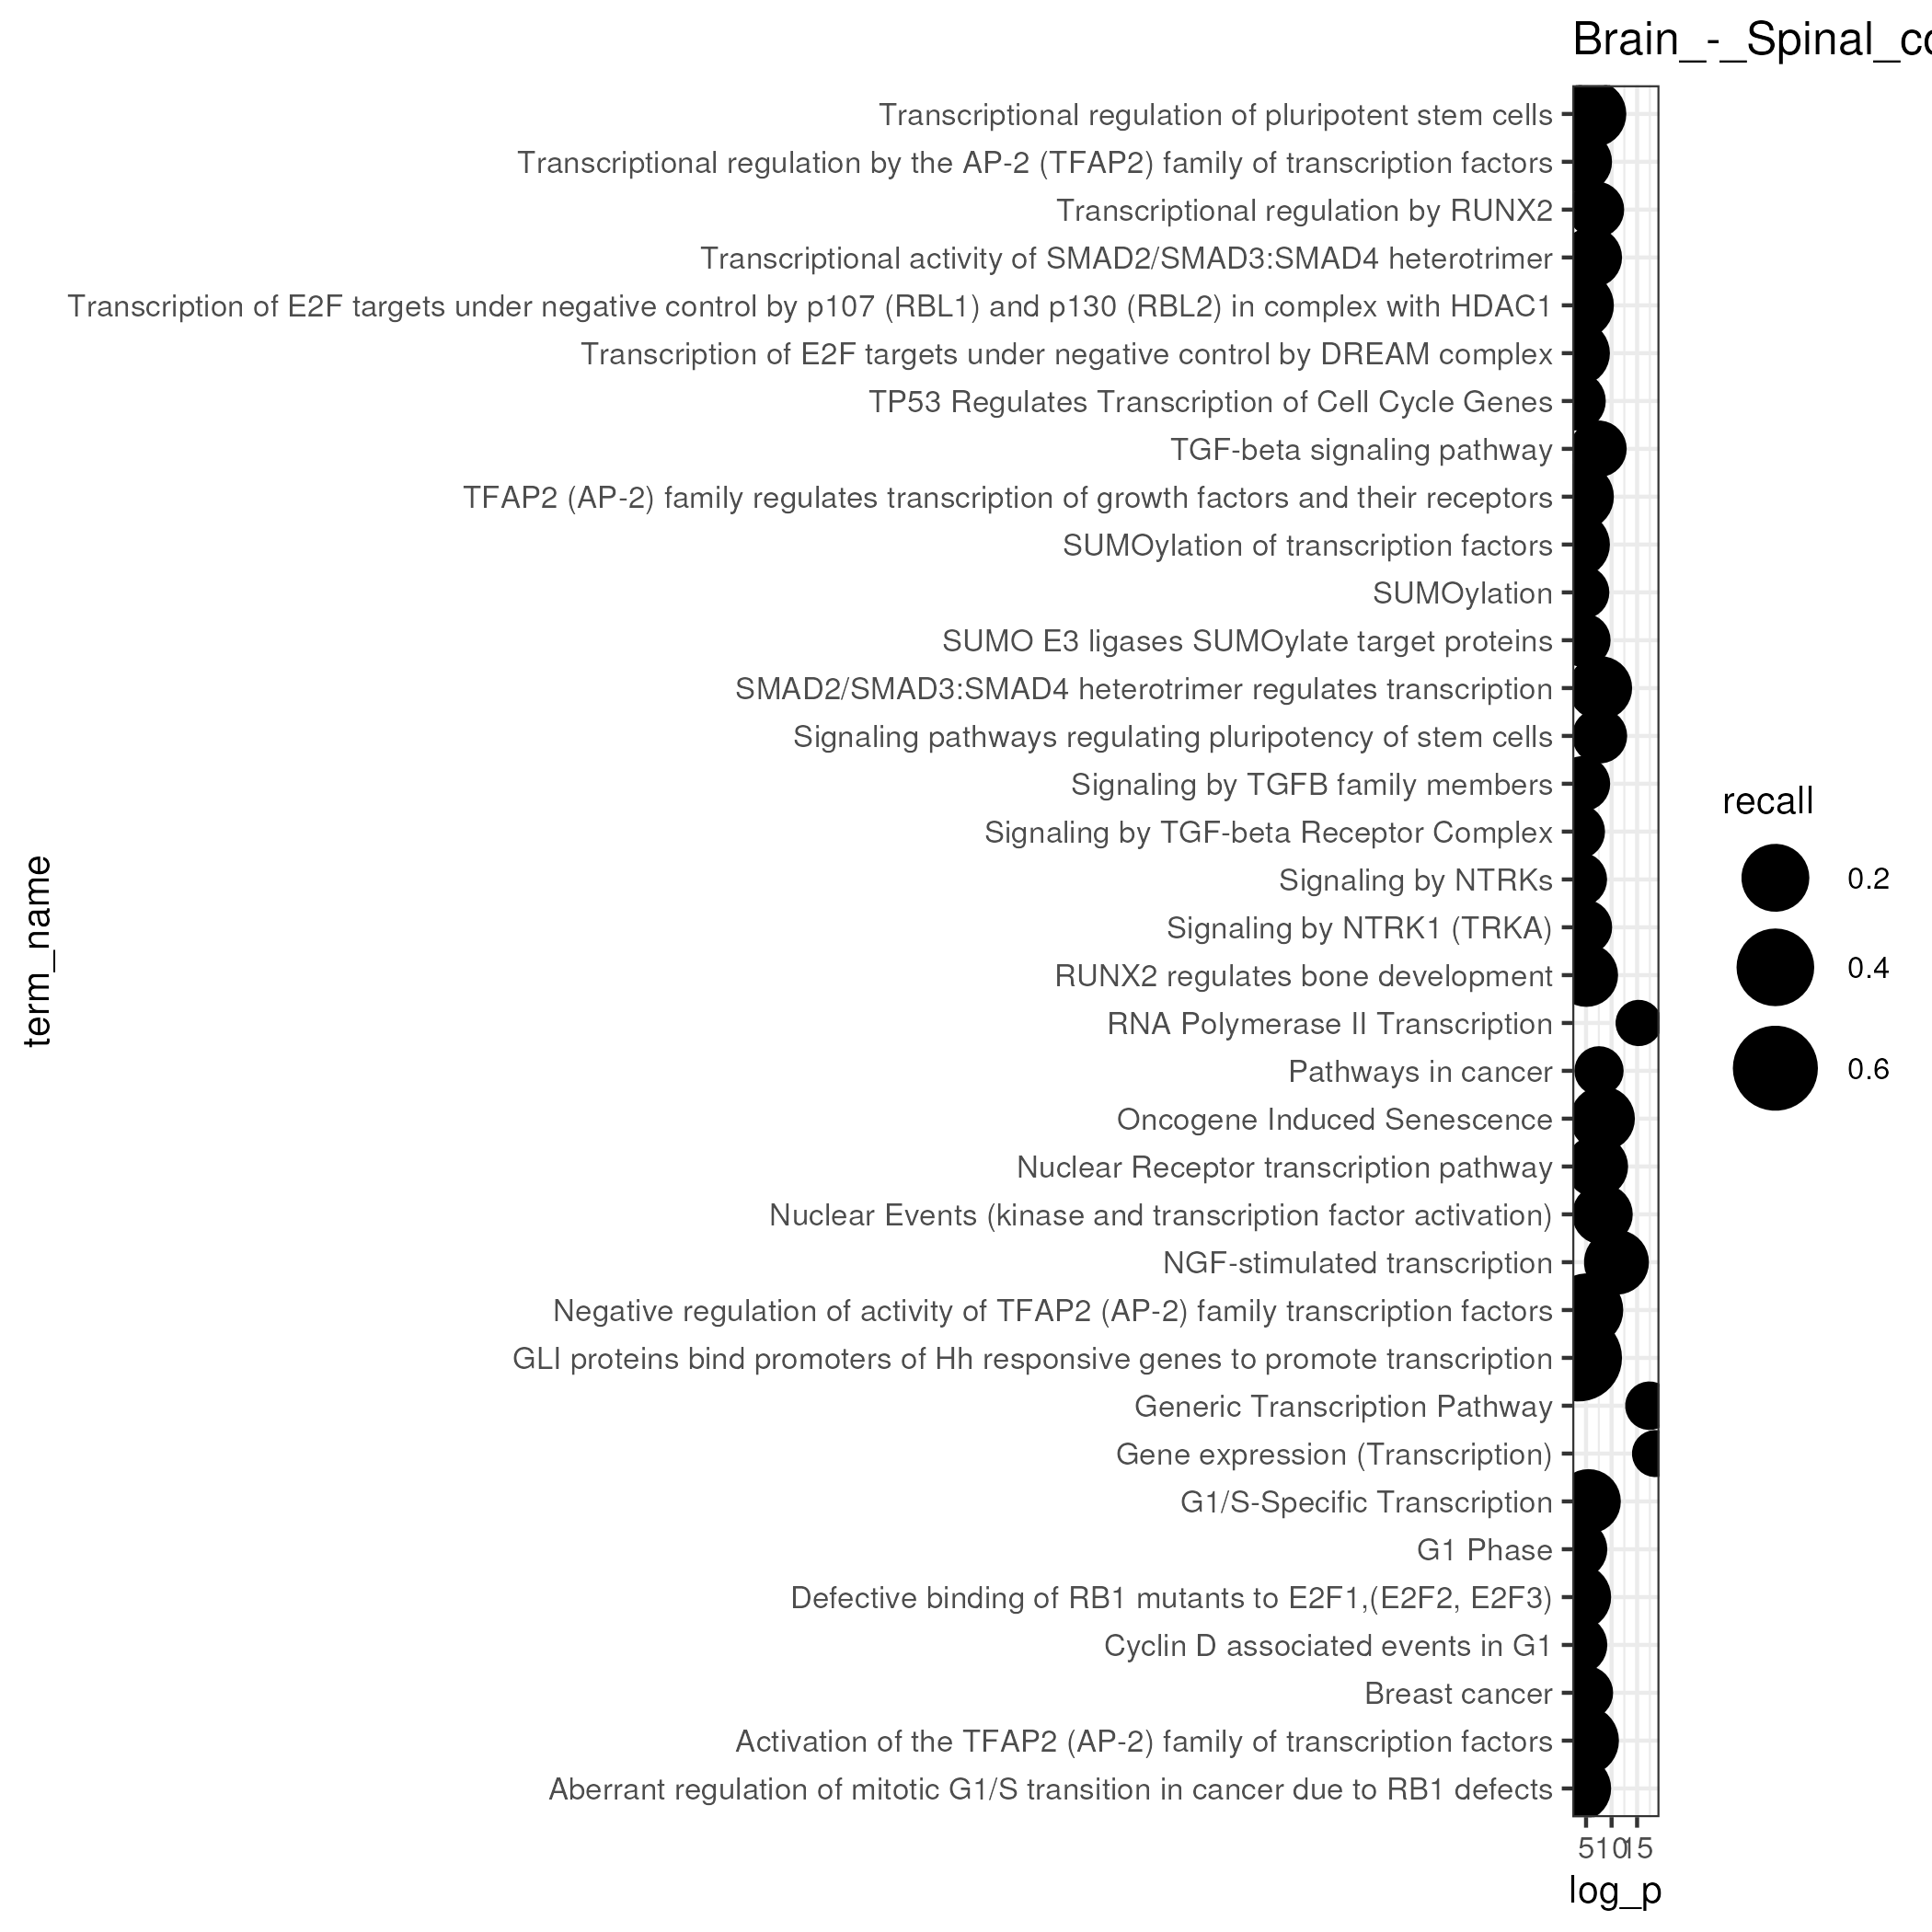 Brain_-_Spinal_co
Transcriptional regulation of pluripotent stem cells
Transcriptional regulation by the AP-2 (TFAP2) family of transcription factors
Transcriptional regulation by RUNX2
Transcriptional activity of SMAD2/SMAD3:SMAD4 heterotrimer
Transcription of E2F targets under negative control by p107 (RBL1) and p130 (RBL2) in complex with HDAC1
Transcription of E2F targets under negative control by DREAM complex
TP53 Regulates Transcription of Cell Cycle Genes
TGF-beta signaling pathway
TFAP2 (AP-2) family regulates transcription of growth factors and their receptors
SUMOylation of transcription factors
SUMOylation
SUMO E3 ligases SUMOylate target proteins
SMAD2/SMAD3:SMAD4 heterotrimer regulates transcription
Signaling pathways regulating pluripotency of stem cells
Signaling by TGFB family members
Signaling by TGF-beta Receptor Complex
Signaling by NTRKs
Signaling by NTRK1 (TRKA)
RUNX2 regulates bone development
RNA Polymerase II Transcription
Pathways in cancer
Oncogene Induced Senescence
Nuclear Receptor transcription pathway
Nuclear Events (kinase and transcription factor activation)
NGF-stimulated transcription
Negative regulation of activity of TFAP2 (AP-2) family transcription factors
GLI proteins bind promoters of Hh responsive genes to promote transcription
Generic Transcription Pathway
Gene expression (Transcription)
G1/S-Specific Transcription
G1 Phase
Defective binding of RB1 mutants to E2F1,(E2F2, E2F3)
Cyclin D associated events in G1
Breast cancer
Activation of the TFAP2 (AP-2) family of transcription factors
Aberrant regulation of mitotic G1/S transition in cancer due to RB1 defects
term_name
5 10 15
log_p
recall
0.2
0.4
0.6